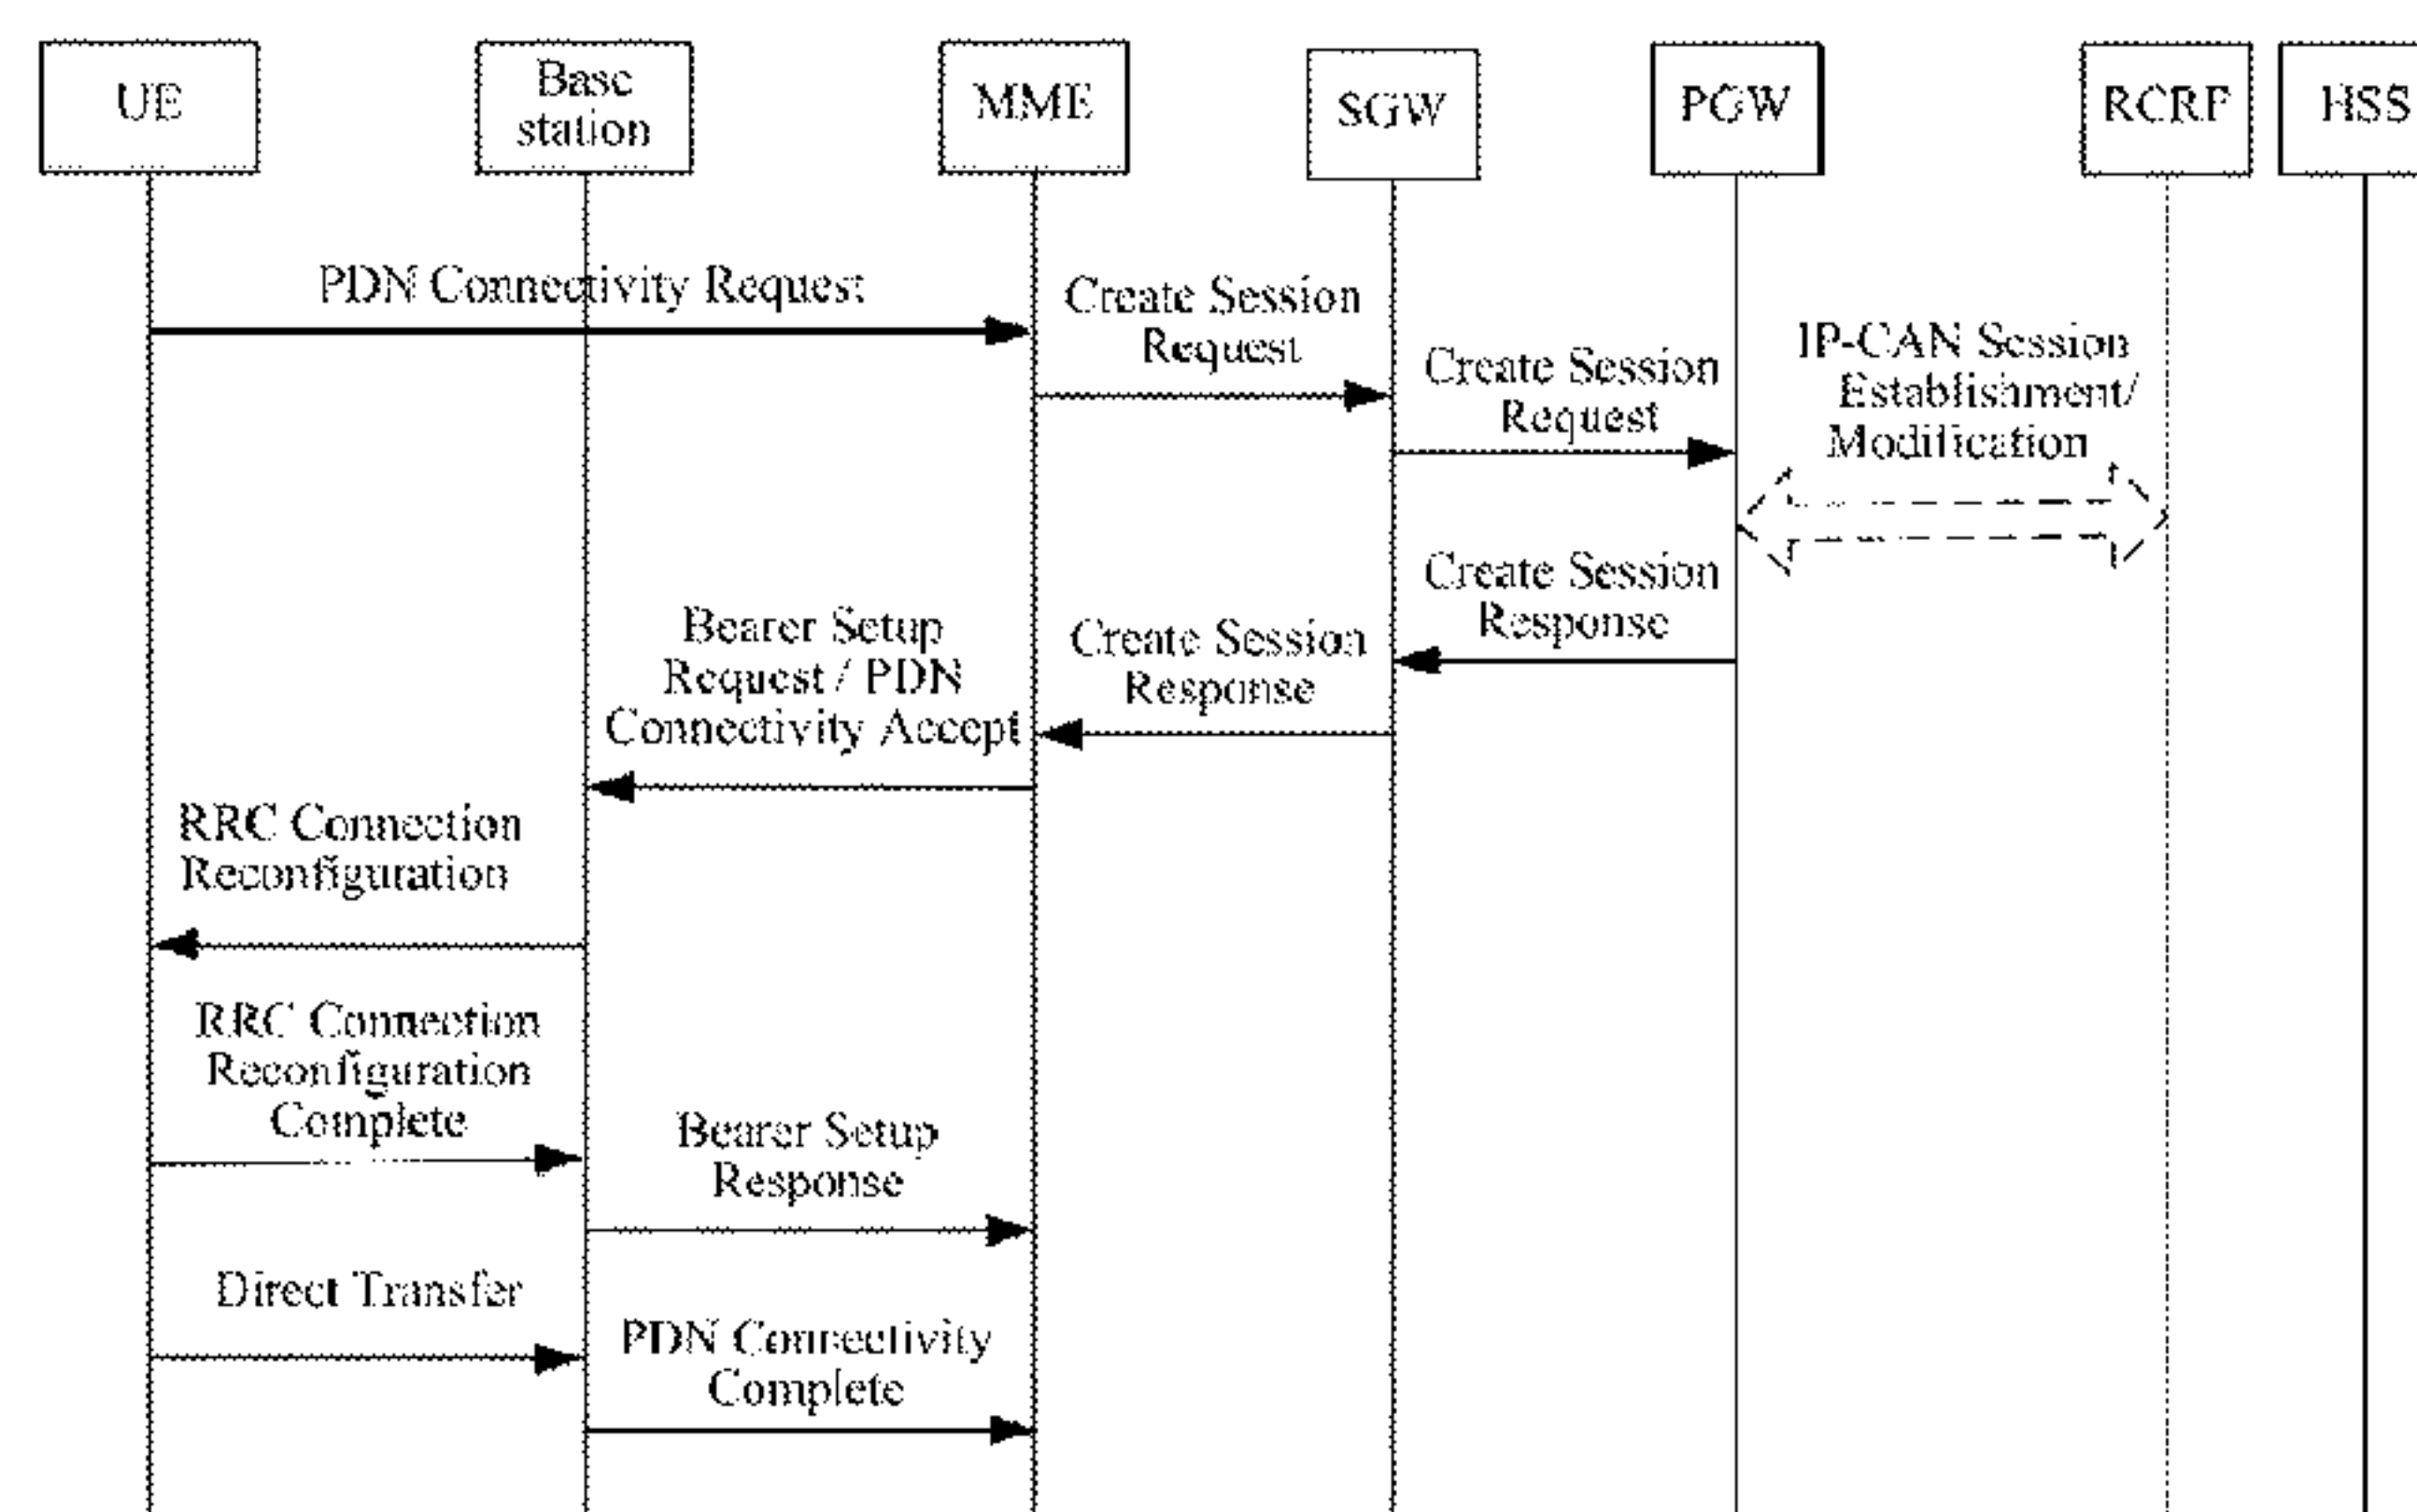 UE
Base
station
MME
SGW
PGW
RCRF
HSS
PDN Connectivity Request
Create Session
Request
Create Session
Request
IP-CAN Session
Establishment/
Modification
Create Session
Response
Create Session
Response
Bearer Setup
Request / PDN
Connectivity Accept
RRC Connection
Reconfiguration
RRC Connection
Reconfiguration
Complete
Bearer Setup
Response
Direct Transfer
PDN Connectivity
Complete